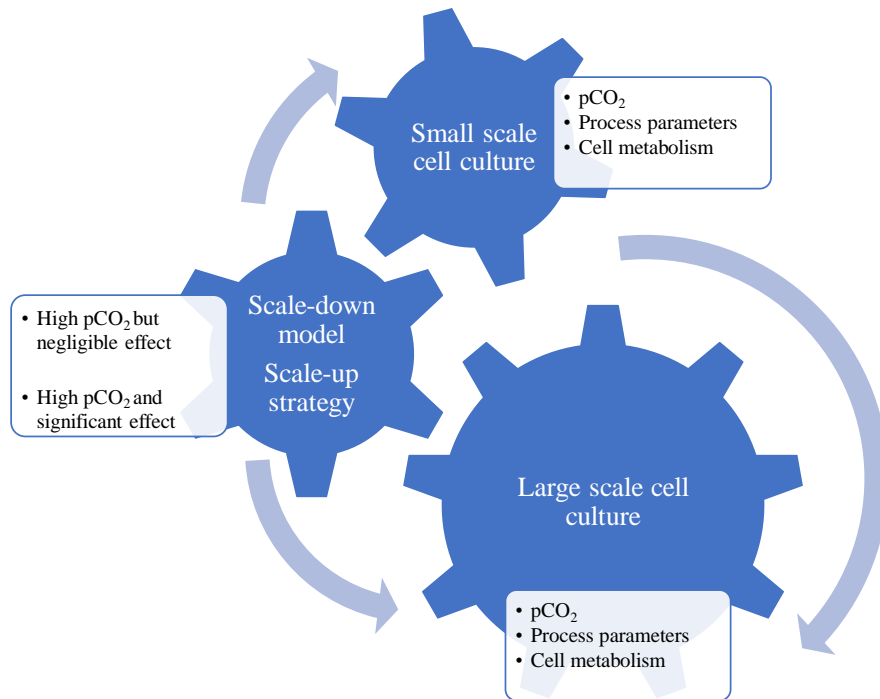 Small scale
cell culture
• pCO₂
• Process parameters
• Cell metabolism
Scale-down
model
Scale-up
strategy
• High pCO₂ but
negligible effect
• High pCO₂ and
significant effect
Large scale cell
culture
• pCO₂
• Process parameters
• Cell metabolism